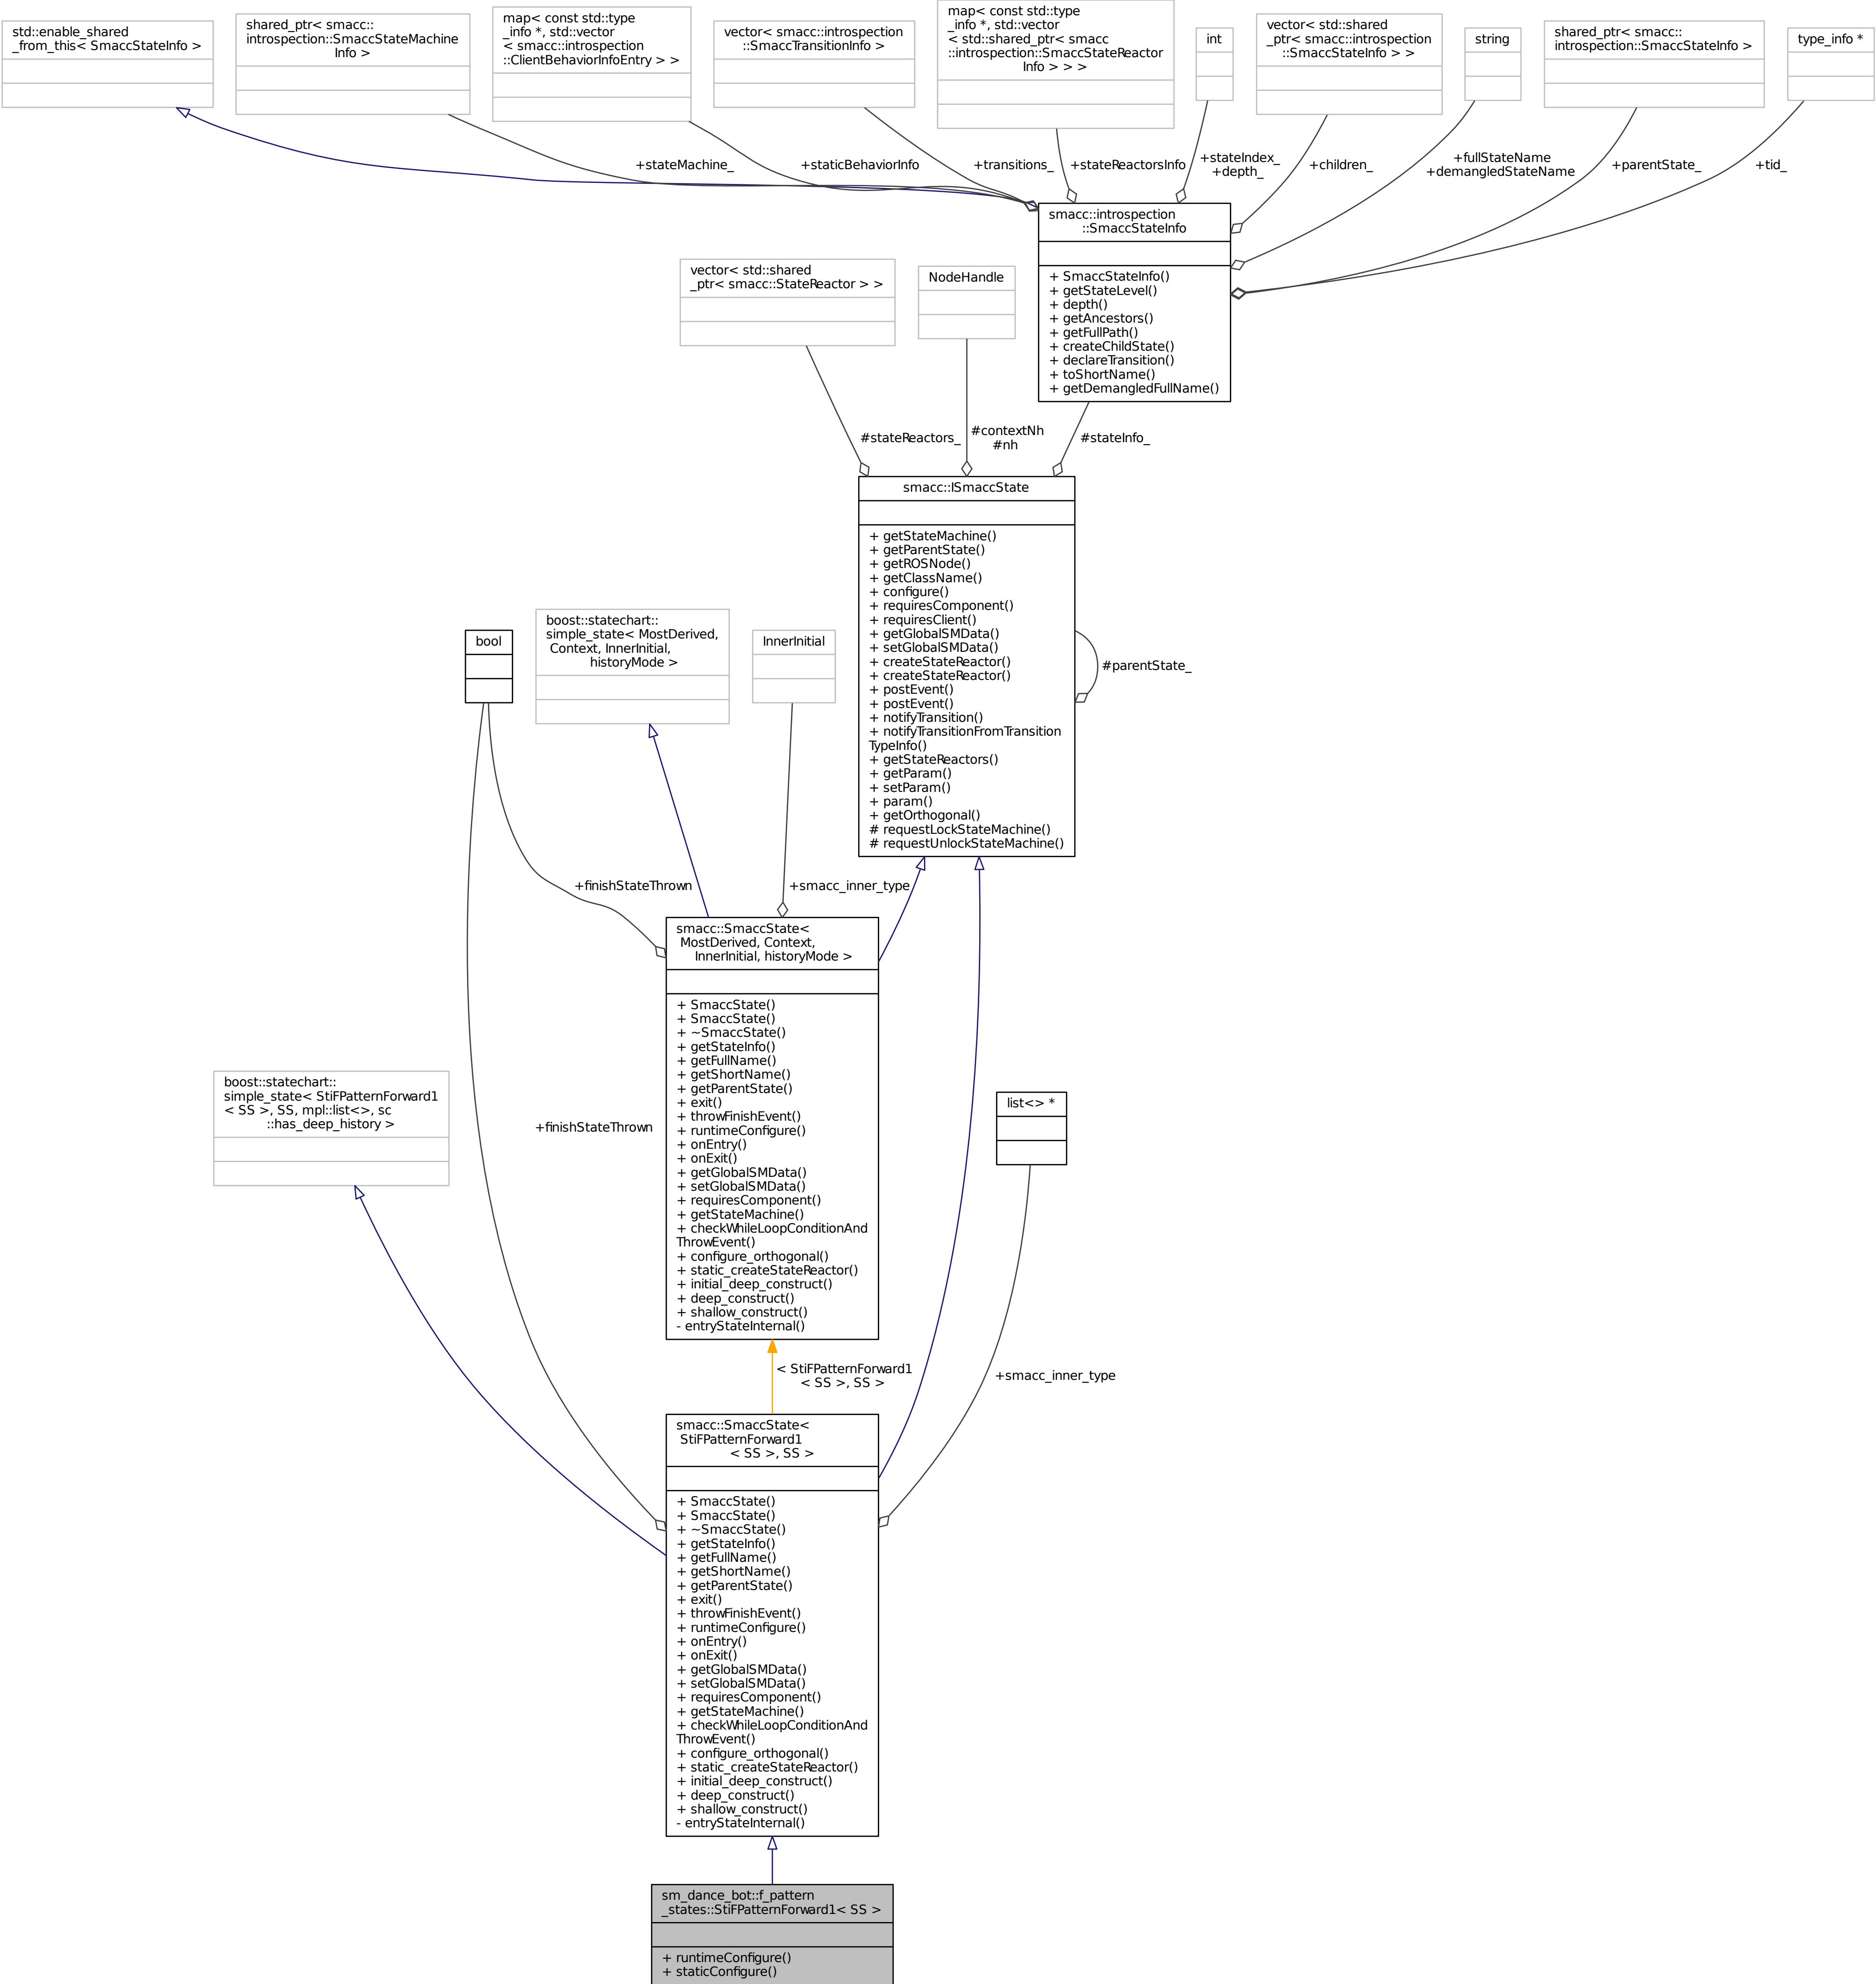 std::enable_shared
_from_this< SmaccStateInfo >
shared_ptr< smacc::
introspection::SmaccStateMachine
Info >
map< const std::type
_info *, std::vector
< smacc::introspection
::ClientBehaviorInfoEntry > >
vector< smacc::introspection
::SmaccTransitionInfo >
map< const std::type
_info *, std::vector
< std::shared_ptr< smacc
::introspection::SmaccStateReactor
Info > > >
int
vector< std::shared
_ptr< smacc::introspection
::SmaccStateInfo > >
string
shared_ptr< smacc::
introspection::SmaccStateInfo >
type_info *
+stateMachine_
+staticBehaviorInfo
+transitions_
+stateReactorsInfo
+stateIndex_
+depth_
+children_
+fullStateName
+demangledStateName
+parentState_
+tid_
smacc::introspection
::SmaccStateInfo
+ SmaccStateInfo()
+ getStateLevel()
+ depth()
+ getAncestors()
+ getFullPath()
+ createChildState()
+ declareTransition()
+ toShortName()
+ getDemangledFullName()
vector< std::shared
_ptr< smacc::StateReactor > >
NodeHandle
#stateReactors_
#contextNh
#nh
#stateInfo_
smacc::ISmaccState
+ getStateMachine()
+ getParentState()
+ getROSNode()
+ getClassName()
+ configure()
+ requiresComponent()
+ requiresClient()
+ getGlobalSMData()
+ setGlobalSMData()
+ createStateReactor()
+ createStateReactor()
+ postEvent()
+ postEvent()
+ notifyTransition()
+ notifyTransitionFromTransition
TypeInfo()
+ getStateReactors()
+ getParam()
+ setParam()
+ param()
+ getOrthogonal()
# requestLockStateMachine()
# requestUnlockStateMachine()
#parentState_
bool
boost::statechart::
simple_state< MostDerived,
Context, InnerInitial,
historyMode >
InnerInitial
+finishStateThrown
+smacc_inner_type
smacc::SmaccState<
MostDerived, Context,
InnerInitial, historyMode >
+ SmaccState()
+ SmaccState()
+ ~SmaccState()
+ getStateInfo()
+ getFullName()
+ getShortName()
+ getParentState()
+ exit()
+ throwFinishEvent()
+ runtimeConfigure()
+ onEntry()
+ onExit()
+ getGlobalSMData()
+ setGlobalSMData()
+ requiresComponent()
+ getStateMachine()
+ checkWhileLoopConditionAnd
ThrowEvent()
+ configure_orthogonal()
+ static_createStateReactor()
+ initial_deep_construct()
+ deep_construct()
+ shallow_construct()
- entryStateInternal()
boost::statechart::
simple_state< StiFPatternForward1
< SS >, SS, mpl::list<>, sc
::has_deep_history >
+finishStateThrown
list<> *
< StiFPatternForward1
< SS >, SS >
+smacc_inner_type
smacc::SmaccState<
StiFPatternForward1
< SS >, SS >
+ SmaccState()
+ SmaccState()
+ ~SmaccState()
+ getStateInfo()
+ getFullName()
+ getShortName()
+ getParentState()
+ exit()
+ throwFinishEvent()
+ runtimeConfigure()
+ onEntry()
+ onExit()
+ getGlobalSMData()
+ setGlobalSMData()
+ requiresComponent()
+ getStateMachine()
+ checkWhileLoopConditionAnd
ThrowEvent()
+ configure_orthogonal()
+ static_createStateReactor()
+ initial_deep_construct()
+ deep_construct()
+ shallow_construct()
- entryStateInternal()
sm_dance_bot::f_pattern
_states::StiFPatternForward1< SS >
+ runtimeConfigure()
+ staticConfigure()